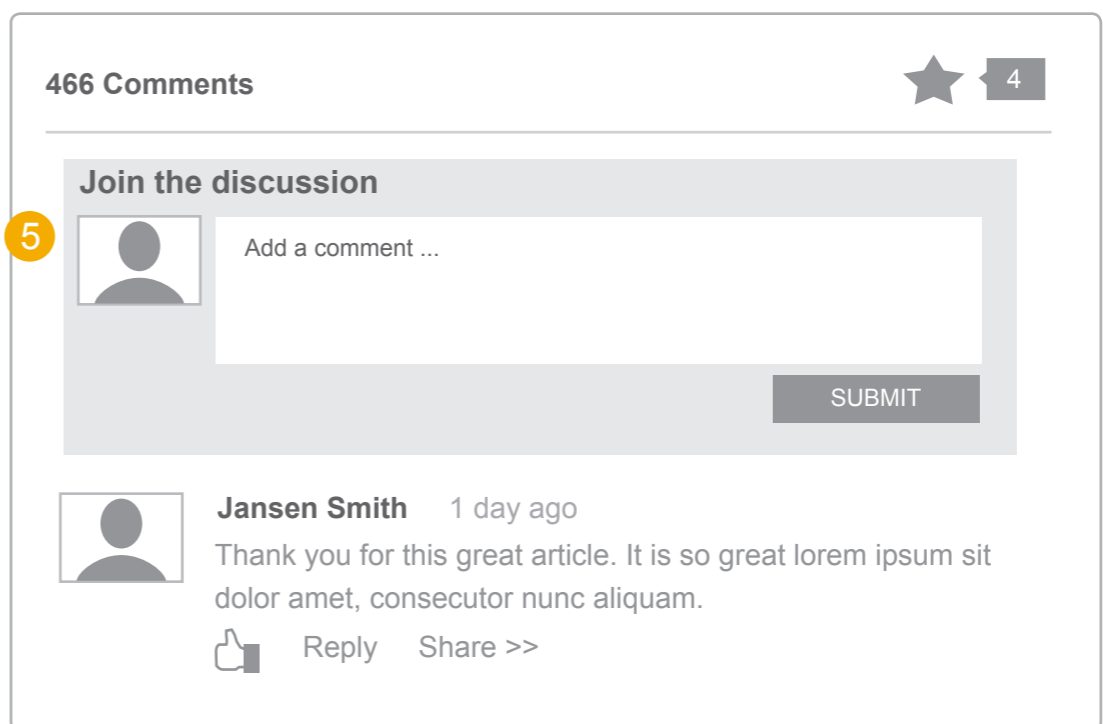 466 Comments
4
Join the discussion
5
Add a comment ...
SUBMIT
Jansen Smith 1 day ago
Thank you for this great article. It is so great lorem ipsum sit
dolor amet, consecutor nunc aliquam.
Reply Share >>